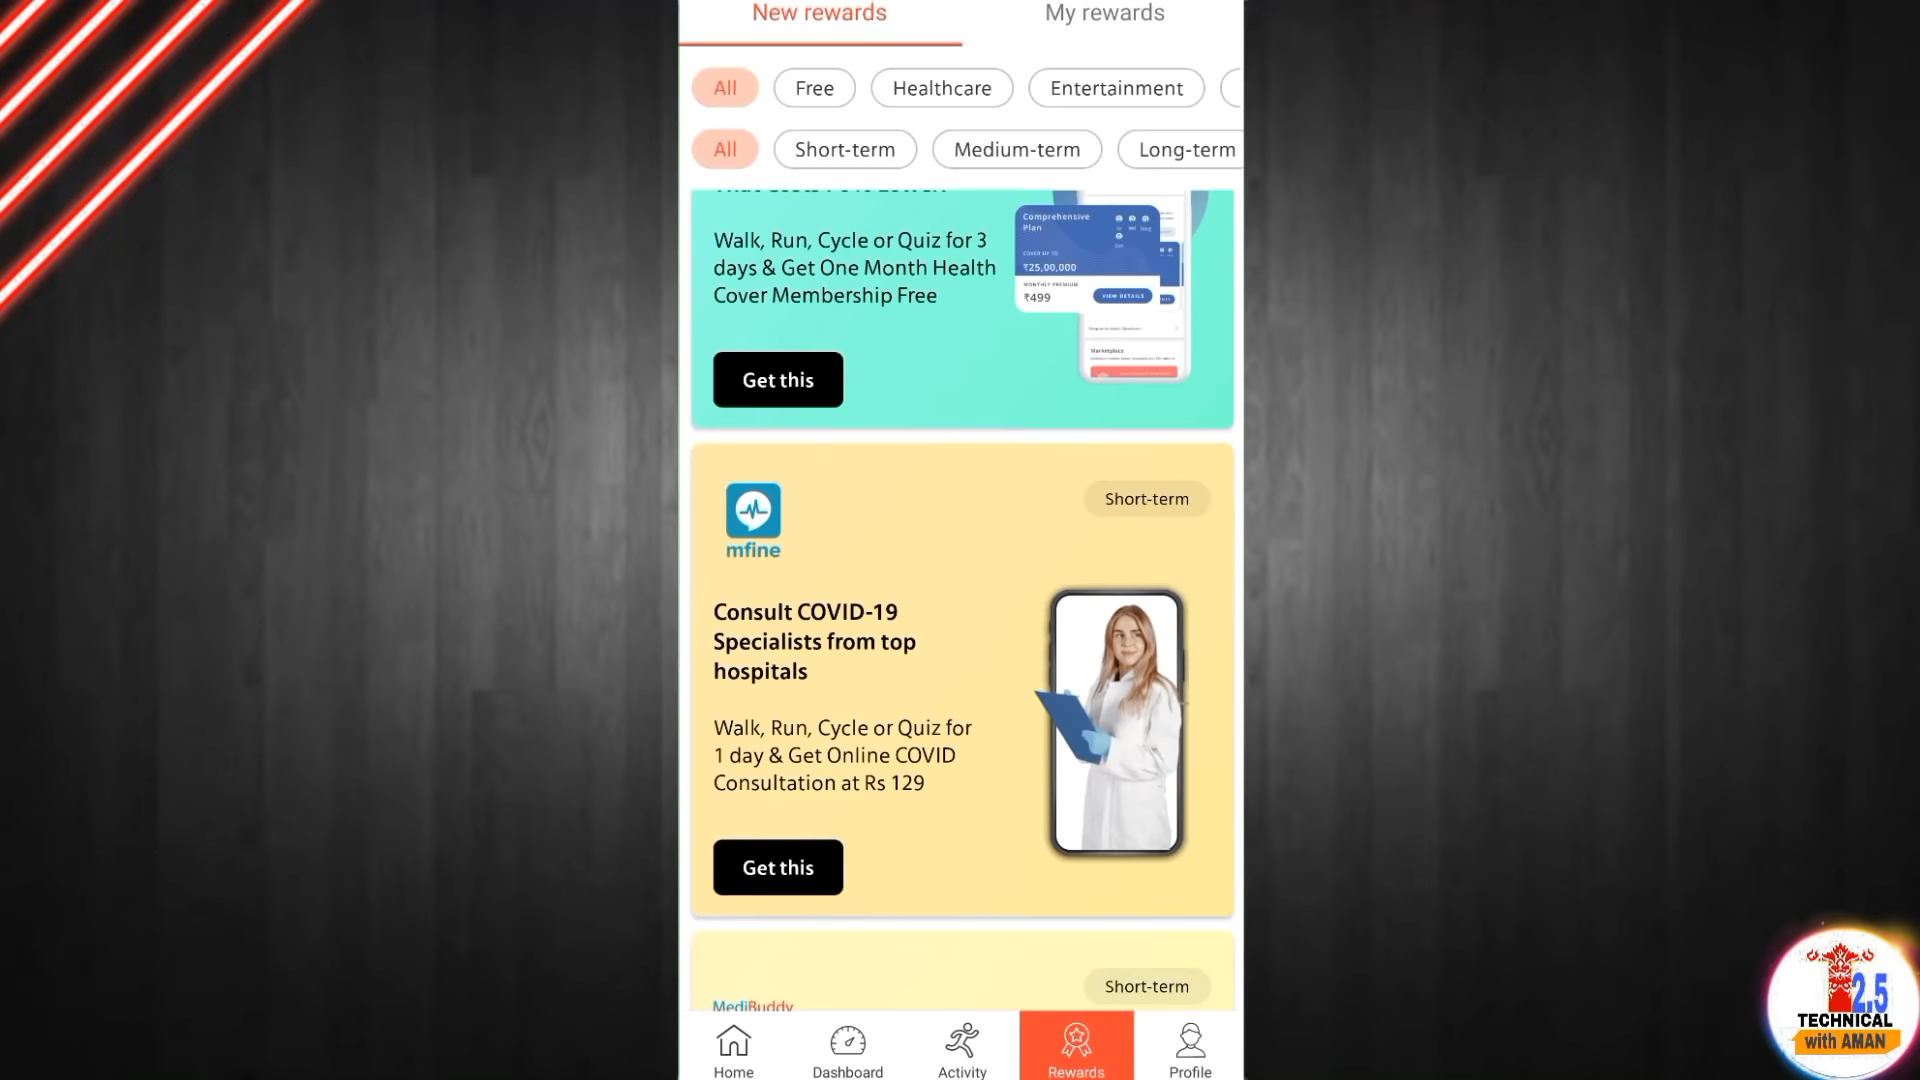 New rewards
My rewards
All
Free
Healthcare
Entertainment
All
Short-term
Medium-term
Long-term
Walk, Run, Cycle or Quiz for 3
days & Get One Month Health
Cover Membership Free
Get this
Comprehensive
Plan
COVER UP TO
₹25,00,000
MONTHLY PREMIUM
₹499
VIEW DETAILS
Marketplace
mfine
Short-term
Consult COVID-19
Specialists from top
hospitals
Walk, Run, Cycle or Quiz for
1 day & Get Online COVID
Consultation at Rs 129
Get this
Short-term
MediBuddy
Home
Dashboard
Activity
Rewards
Profile
2.5
TECHNICAL
with AMAN